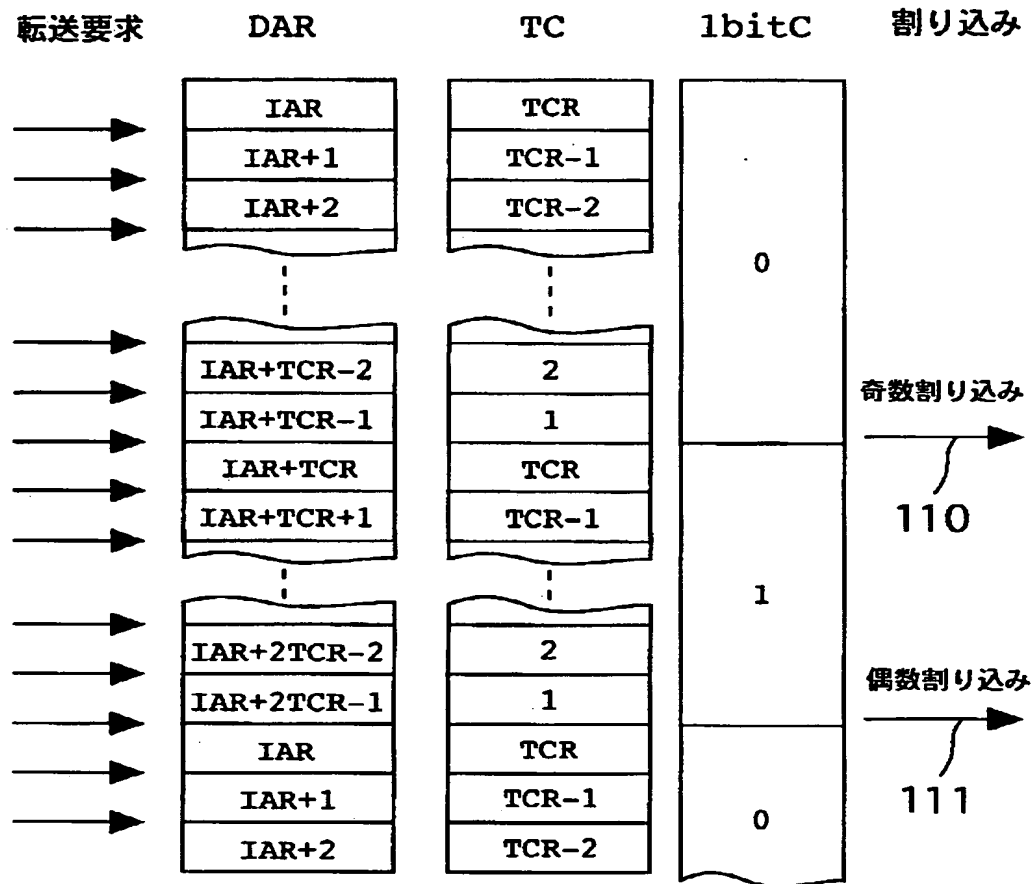 転送要求 DAR TC 1bitC 割り込み
IAR TCR
IAR+1 TCR-1
IAR+2 TCR-2
0
IAR+TCR-2 2
IAR+TCR-1 1
奇数割り込み
IAR+TCR TCR
IAR+TCR+1 TCR-1
110
1
IAR+2TCR-2 2
IAR+2TCR-1 1
偶数割り込み
IAR TCR
IAR+1 TCR-1
111
0
IAR+2 TCR-2